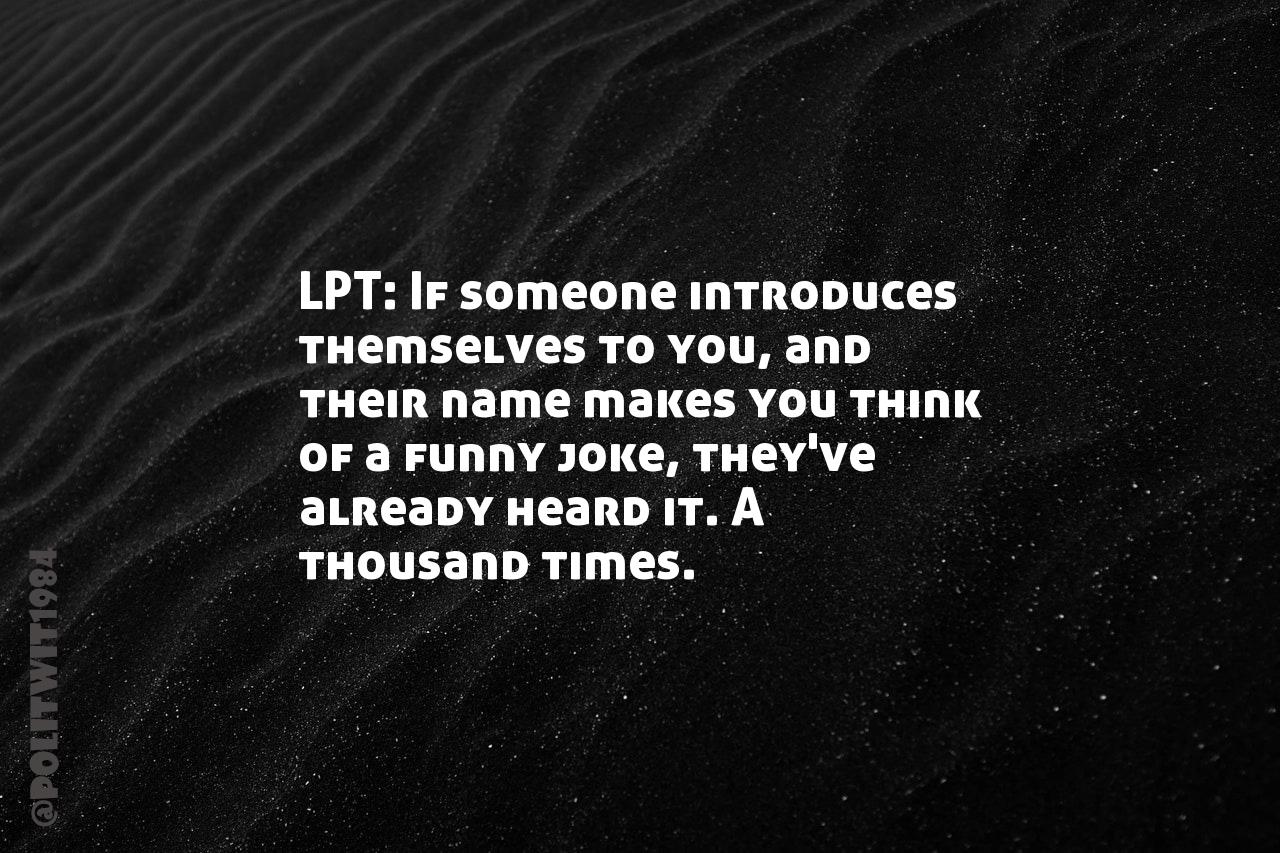 LPT: If someone introduces
themselves to you, and
their name makes you think
of a funny joke, they've
already heard it. A
thousand times.
@POLITWIT1984